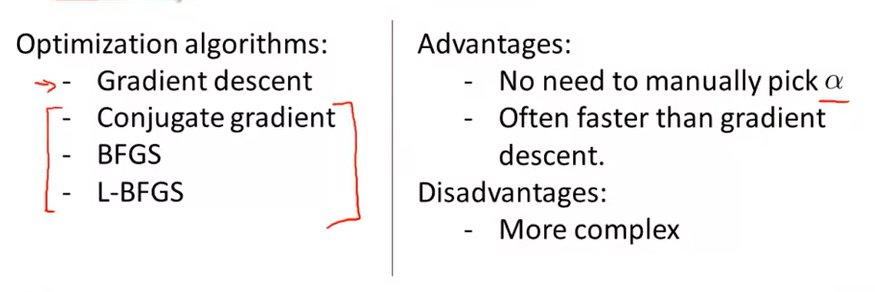 Optimization algorithms:
- Gradient descent
- Conjugate gradient
- BFGS
- L-BFGS
Advantages:
- No need to manually pick α
- Often faster than gradient
descent.
Disadvantages:
- More complex